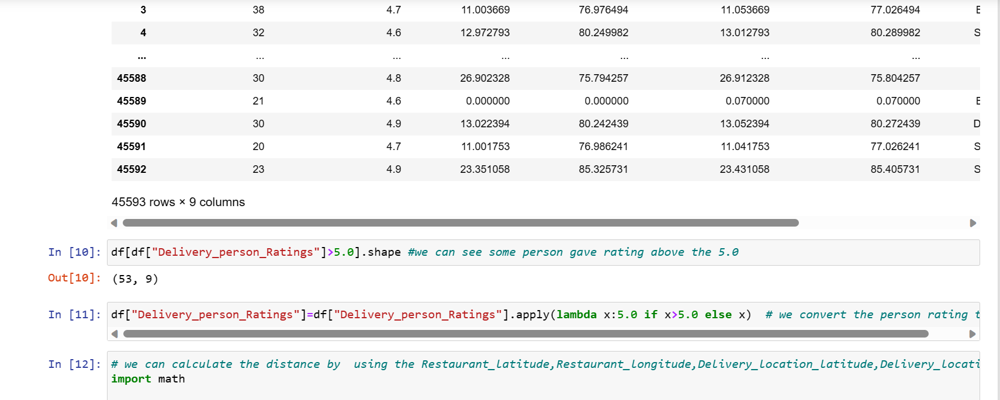 3 38 4.7 11.003669 76.976494 11.053669 77.026494
4 32 4.6 12.972793 80.249982 13.012793 80.289982 S
... ... ... ... ... ... ...
45588 30 4.8 26.902328 75.794257 26.912328 75.804257
45589 21 4.6 0.000000 0.000000 0.070000 0.070000
45590 30 4.9 13.022394 80.242439 13.052394 80.272439 D
45591 20 4.7 11.001753 76.986241 11.041753 77.026241 S
45592 23 4.9 23.351058 85.325731 23.431058 85.405731 S
45593 rows × 9 columns
In [10]: df[df["Delivery_person_Ratings"]>5.0].shape #we can see some person gave rating above the 5.0
Out[10]: (53, 9)
In [11]: df["Delivery_person_Ratings"]=df["Delivery_person_Ratings"].apply(lambda x:5.0 if x>5.0 else x)  # we convert the person rating
In [12]: # we can calculate the distance by  using the Restaurant_latitude,Restaurant_longitude,Delivery_location_latitude,Delivery_locati
import math